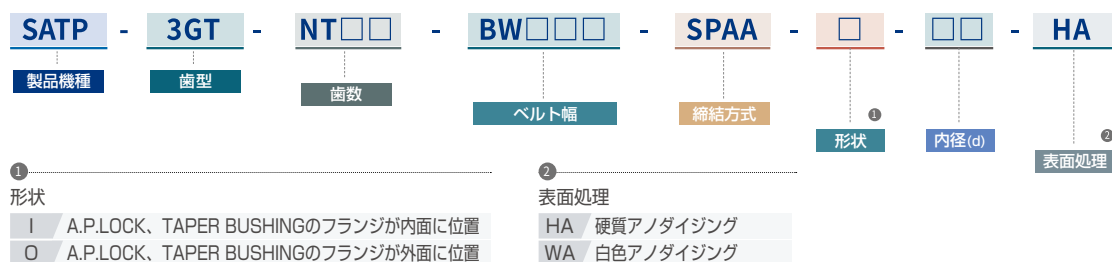 SATP - 3GT - NT□□ - BW□□□ - SPAA - □ - □□ - HA
製品機種 歯型 歯数 ベルト幅 締結方式 ❶ 形状 内径(d) ❷ 表面処理
❶
形状
I A.P.LOCK、TAPER BUSHINGのフランジが内面に位置
O A.P.LOCK、TAPER BUSHINGのフランジが外面に位置
❷
表面処理
HA 硬質アノダイジング
WA 白色アノダイジング